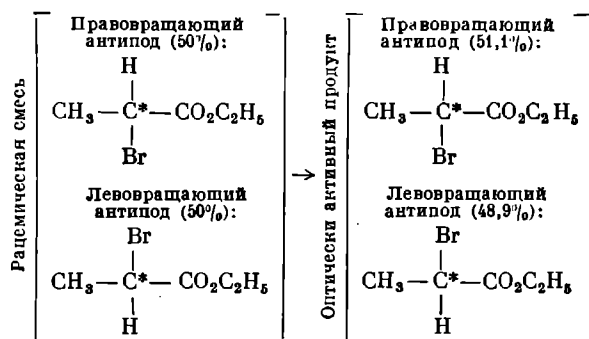 Рацемическая смесь
Правовращающий
антипод (50%):
H
CH₃—C*—CO₂C₂H₅
Br
Левовращающий
антипод (50%):
Br
CH₃—C*—CO₂C₂H₅
H
→
Оптически активный продукт
Правовращающий
антипод (51,1%):
H
CH₃—C*—CO₂C₂H₅
Br
Левовращающий
антипод (48,9%):
Br
CH₃—C*—CO₂C₂H₅
H